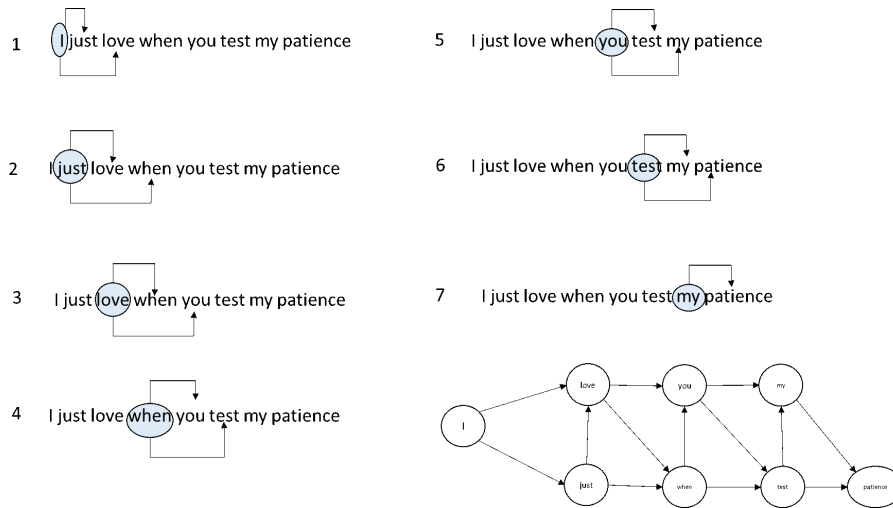 1 I just love when you test my patience
2 I just love when you test my patience
3 I just love when you test my patience
4 I just love when you test my patience
5 I just love when you test my patience
6 I just love when you test my patience
7 I just love when you test my patience
love you my
I
just when test patience